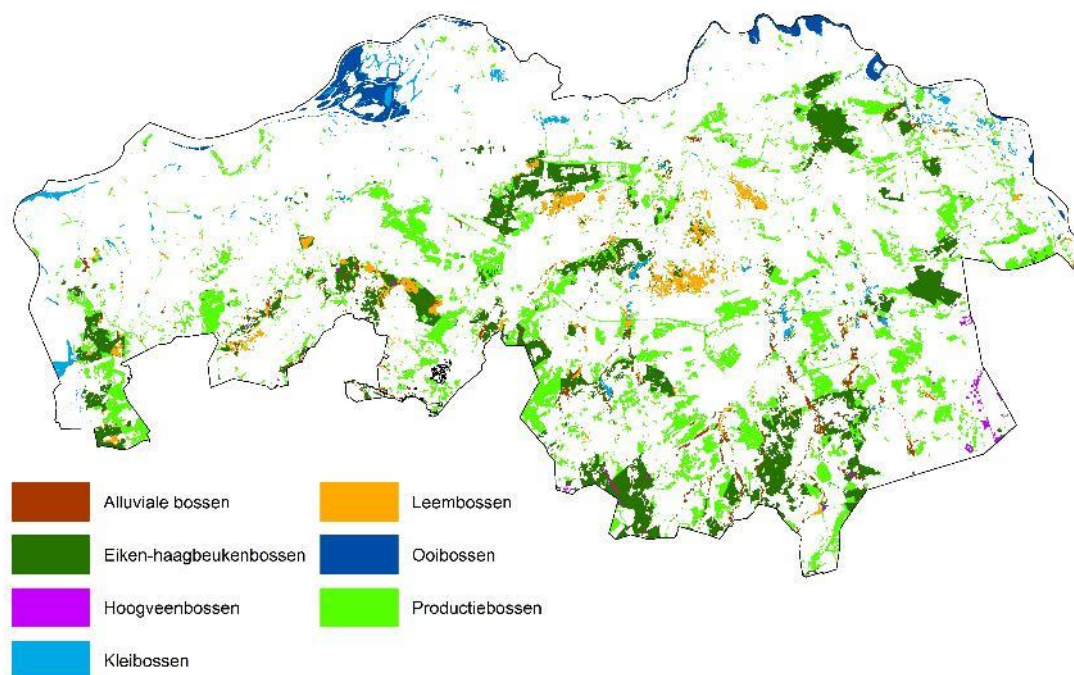 Alluviale bossen
Eiken-haagbeukenbossen
Hoogveenbossen
Kleibossen
Leembossen
Ooibossen
Productiebossen